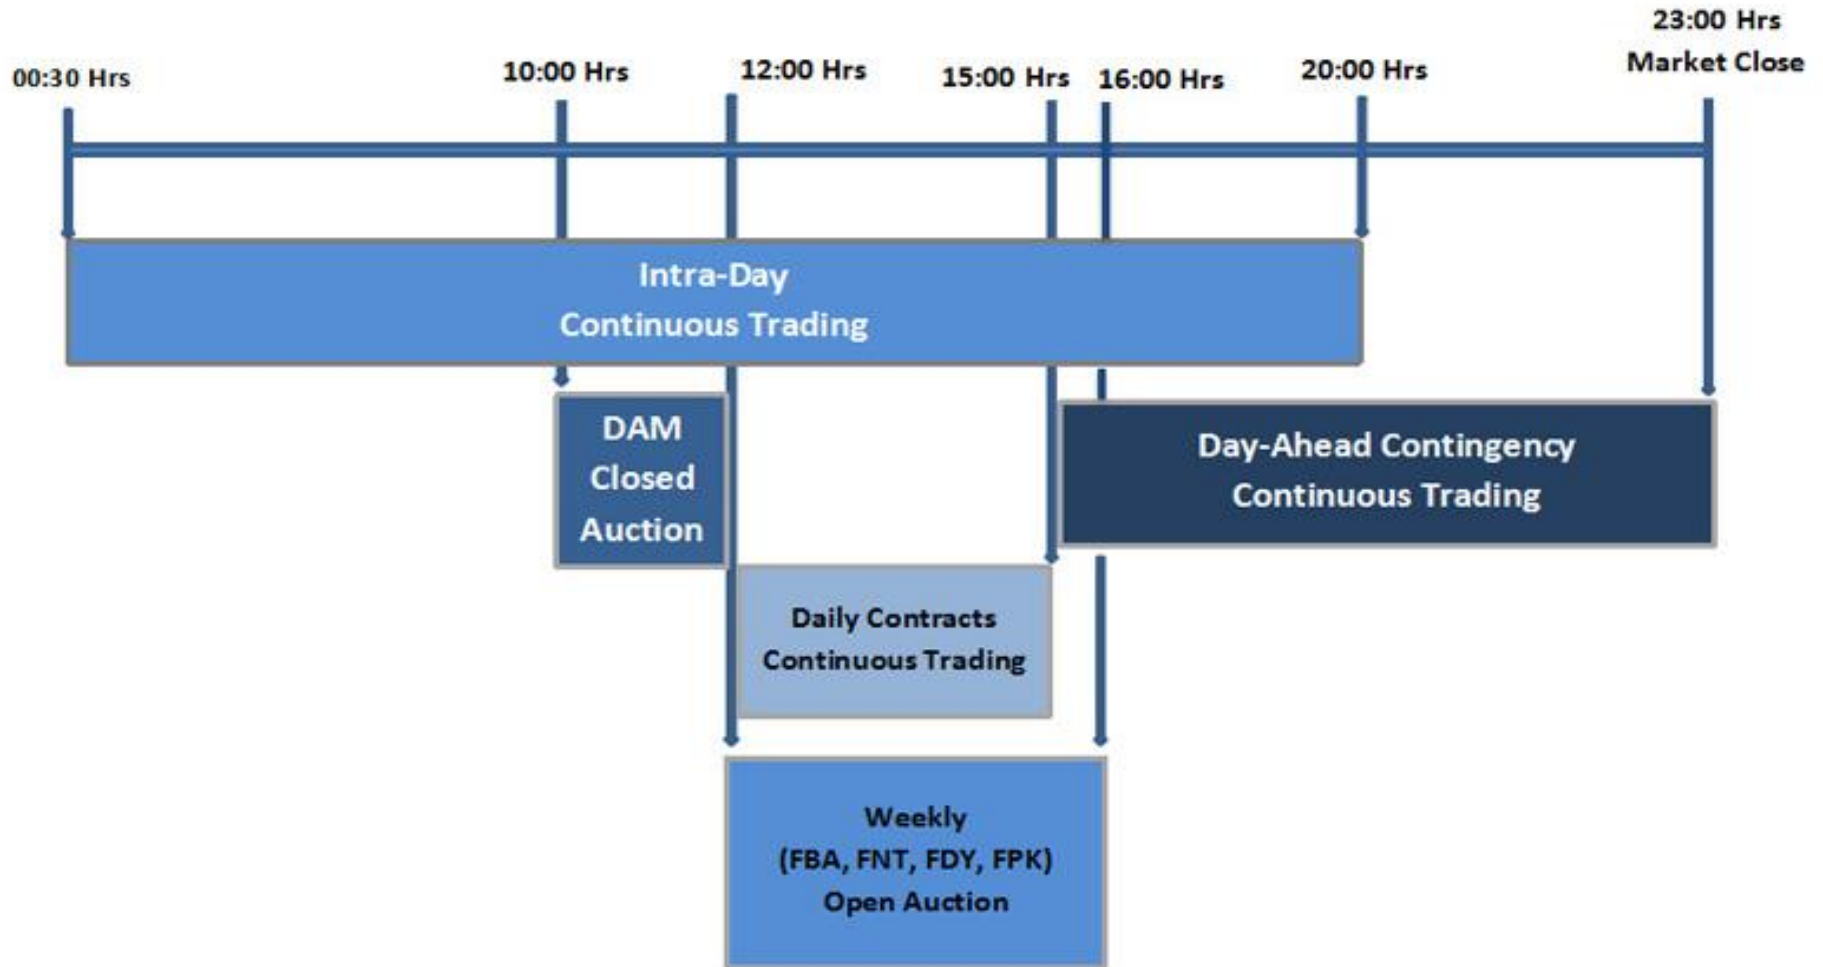 00:30 Hrs
10:00 Hrs
12:00 Hrs
15:00 Hrs
16:00 Hrs
20:00 Hrs
23:00 Hrs
Market Close
Intra-Day
Continuous Trading
DAM
Closed
Auction
Day-Ahead Contingency
Continuous Trading
Daily Contracts
Continuous Trading
Weekly
(FBA, FNT, FDY, FPK)
Open Auction